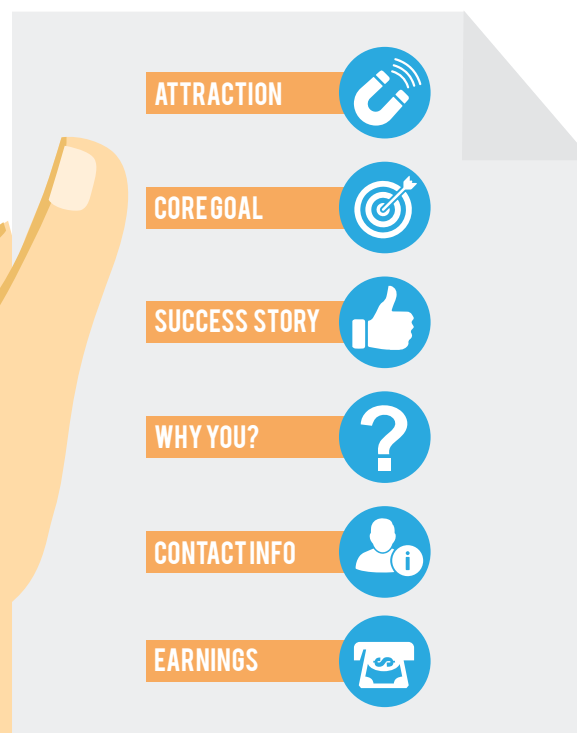 ATTRACTION
CORE GOAL
SUCCESS STORY
WHY YOU?
CONTACT INFO
i
EARNINGS
$